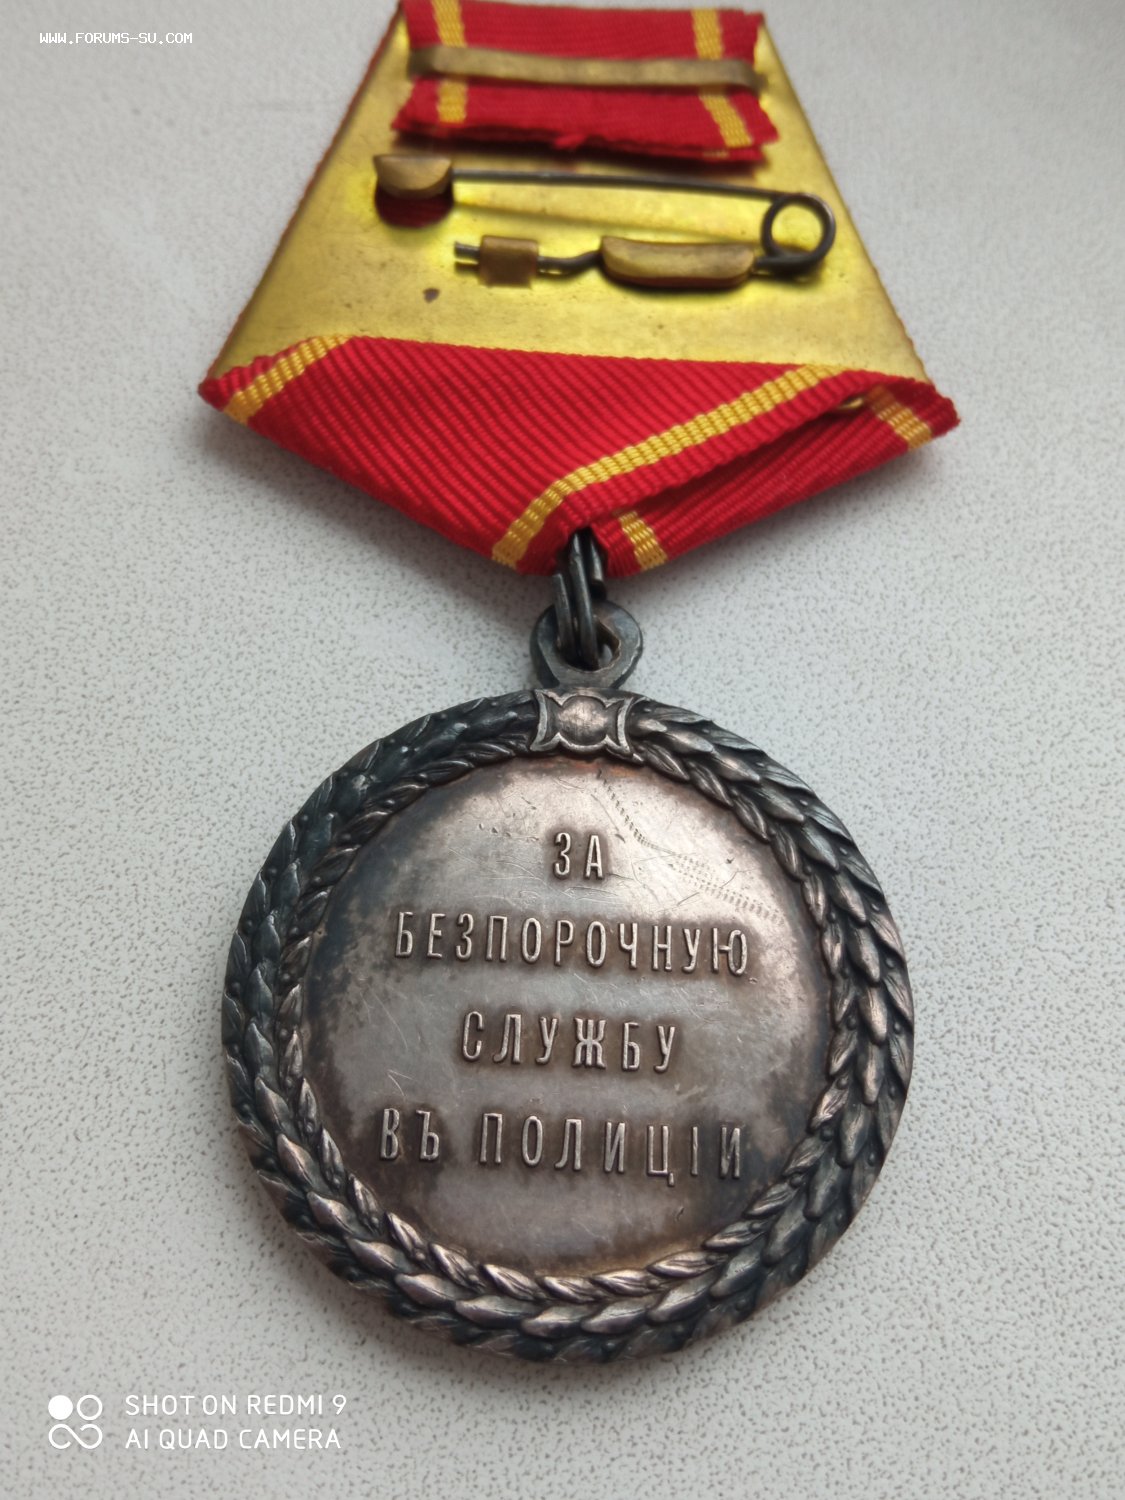 WWW.FORUMS-SU.COM
ЗА
БЕЗПОРОЧНУЮ
СЛУЖБУ
ВЪ ПОЛИЦІИ
SHOT ON REDMI 9
AI QUAD CAMERA